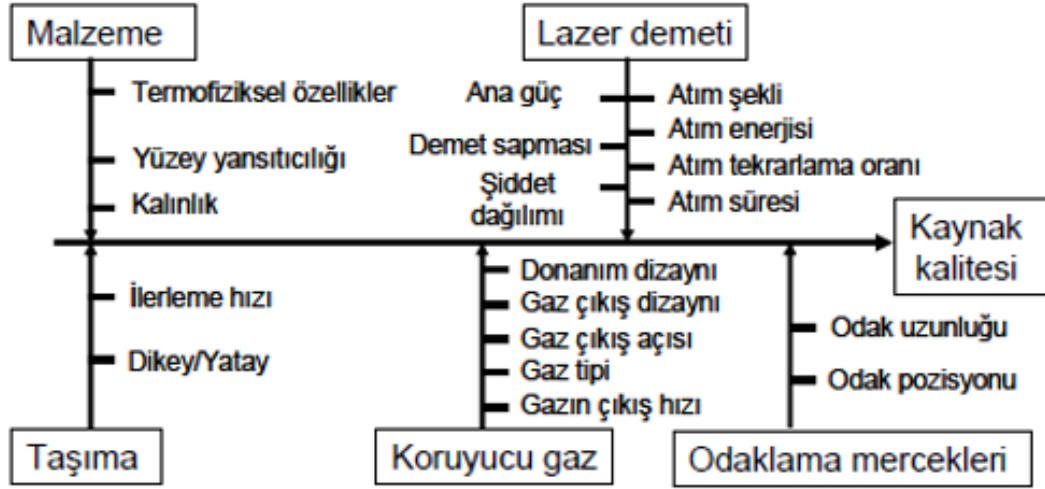 Malzeme
Lazer demeti
Termofiziksel özellikler
Yüzey yansıtıcılığı
Kalınlık
Ana güç
Demet sapması
Şiddet
dağılımı
Atım şekli
Atım enerjisi
Atım tekrarlama oranı
Atım süresi
Kaynak
kalitesi
İlerleme hızı
Dikey/Yatay
Donanım dizaynı
Gaz çıkış dizaynı
Gaz çıkış açısı
Gaz tipi
Gazın çıkış hızı
Odak uzunluğu
Odak pozisyonu
Taşıma
Koruyucu gaz
Odaklama mercekleri